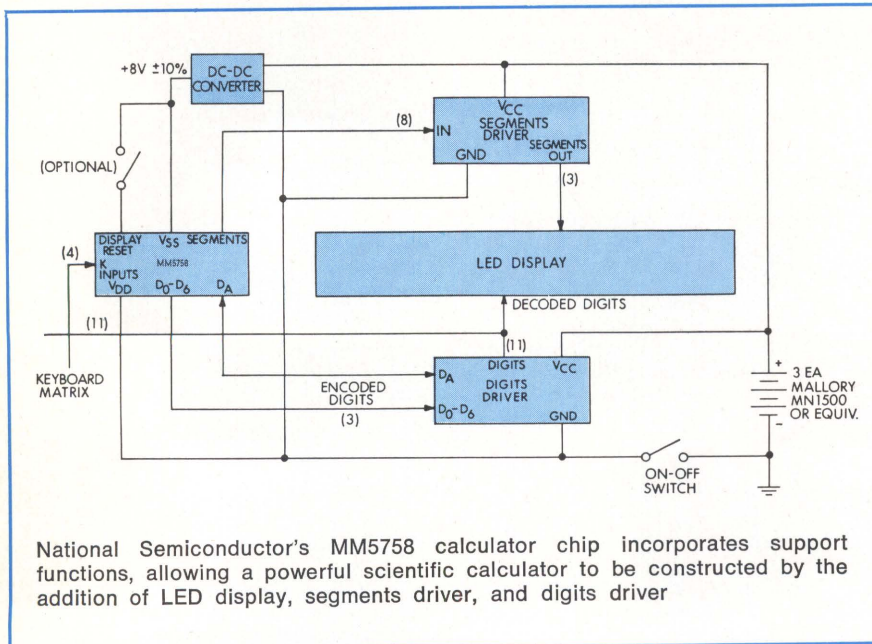 +8V ±10%
DC-DC
CONVERTER
VCC
SEGMENTS
DRIVER
IN
GND
SEGMENTS
OUT
(8)
(3)
(OPTIONAL)
DISPLAY
RESET
VSS
SEGMENTS
MM5758
(4)
K
INPUTS
VDD
D0-D6
DA
LED DISPLAY
DECODED DIGITS
(11)
(11)
KEYBOARD
MATRIX
ENCODED
DIGITS
(3)
DIGITS
VCC
DA
DIGITS
DRIVER
D0-D6
GND
+
3 EA
MALLORY
MN1500
OR EQUIV.
-
ON-OFF
SWITCH
National Semiconductor's MM5758 calculator chip incorporates support
functions, allowing a powerful scientific calculator to be constructed by the
addition of LED display, segments driver, and digits driver